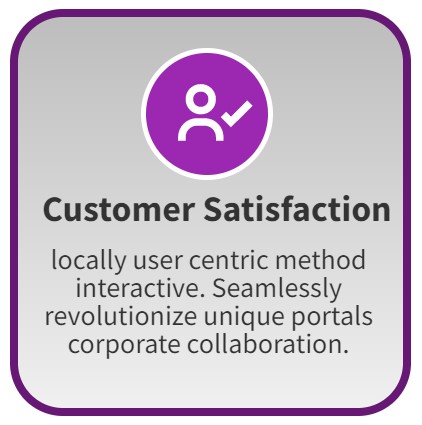 Customer Satisfaction
locally user centric method
interactive. Seamlessly
revolutionize unique portals
corporate collaboration.